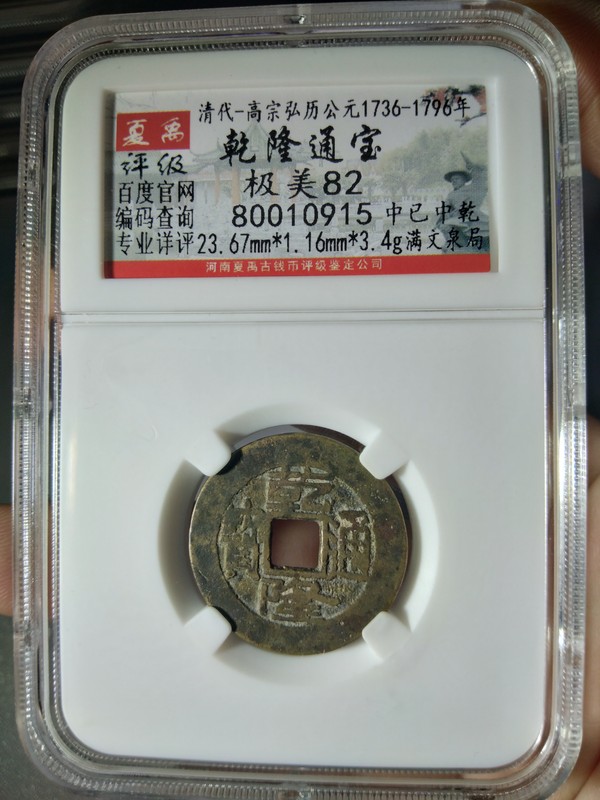 清代-高宗弘历公元1736-1796年
夏禹
评级
乾隆通宝
百度官网
极美82
编码查询
80010915 中已中乾
专业详评 23.67mm*1.16mm*3.4g满文泉局
河南夏禹古钱币评级鉴定公司
乾
隆
通
寶